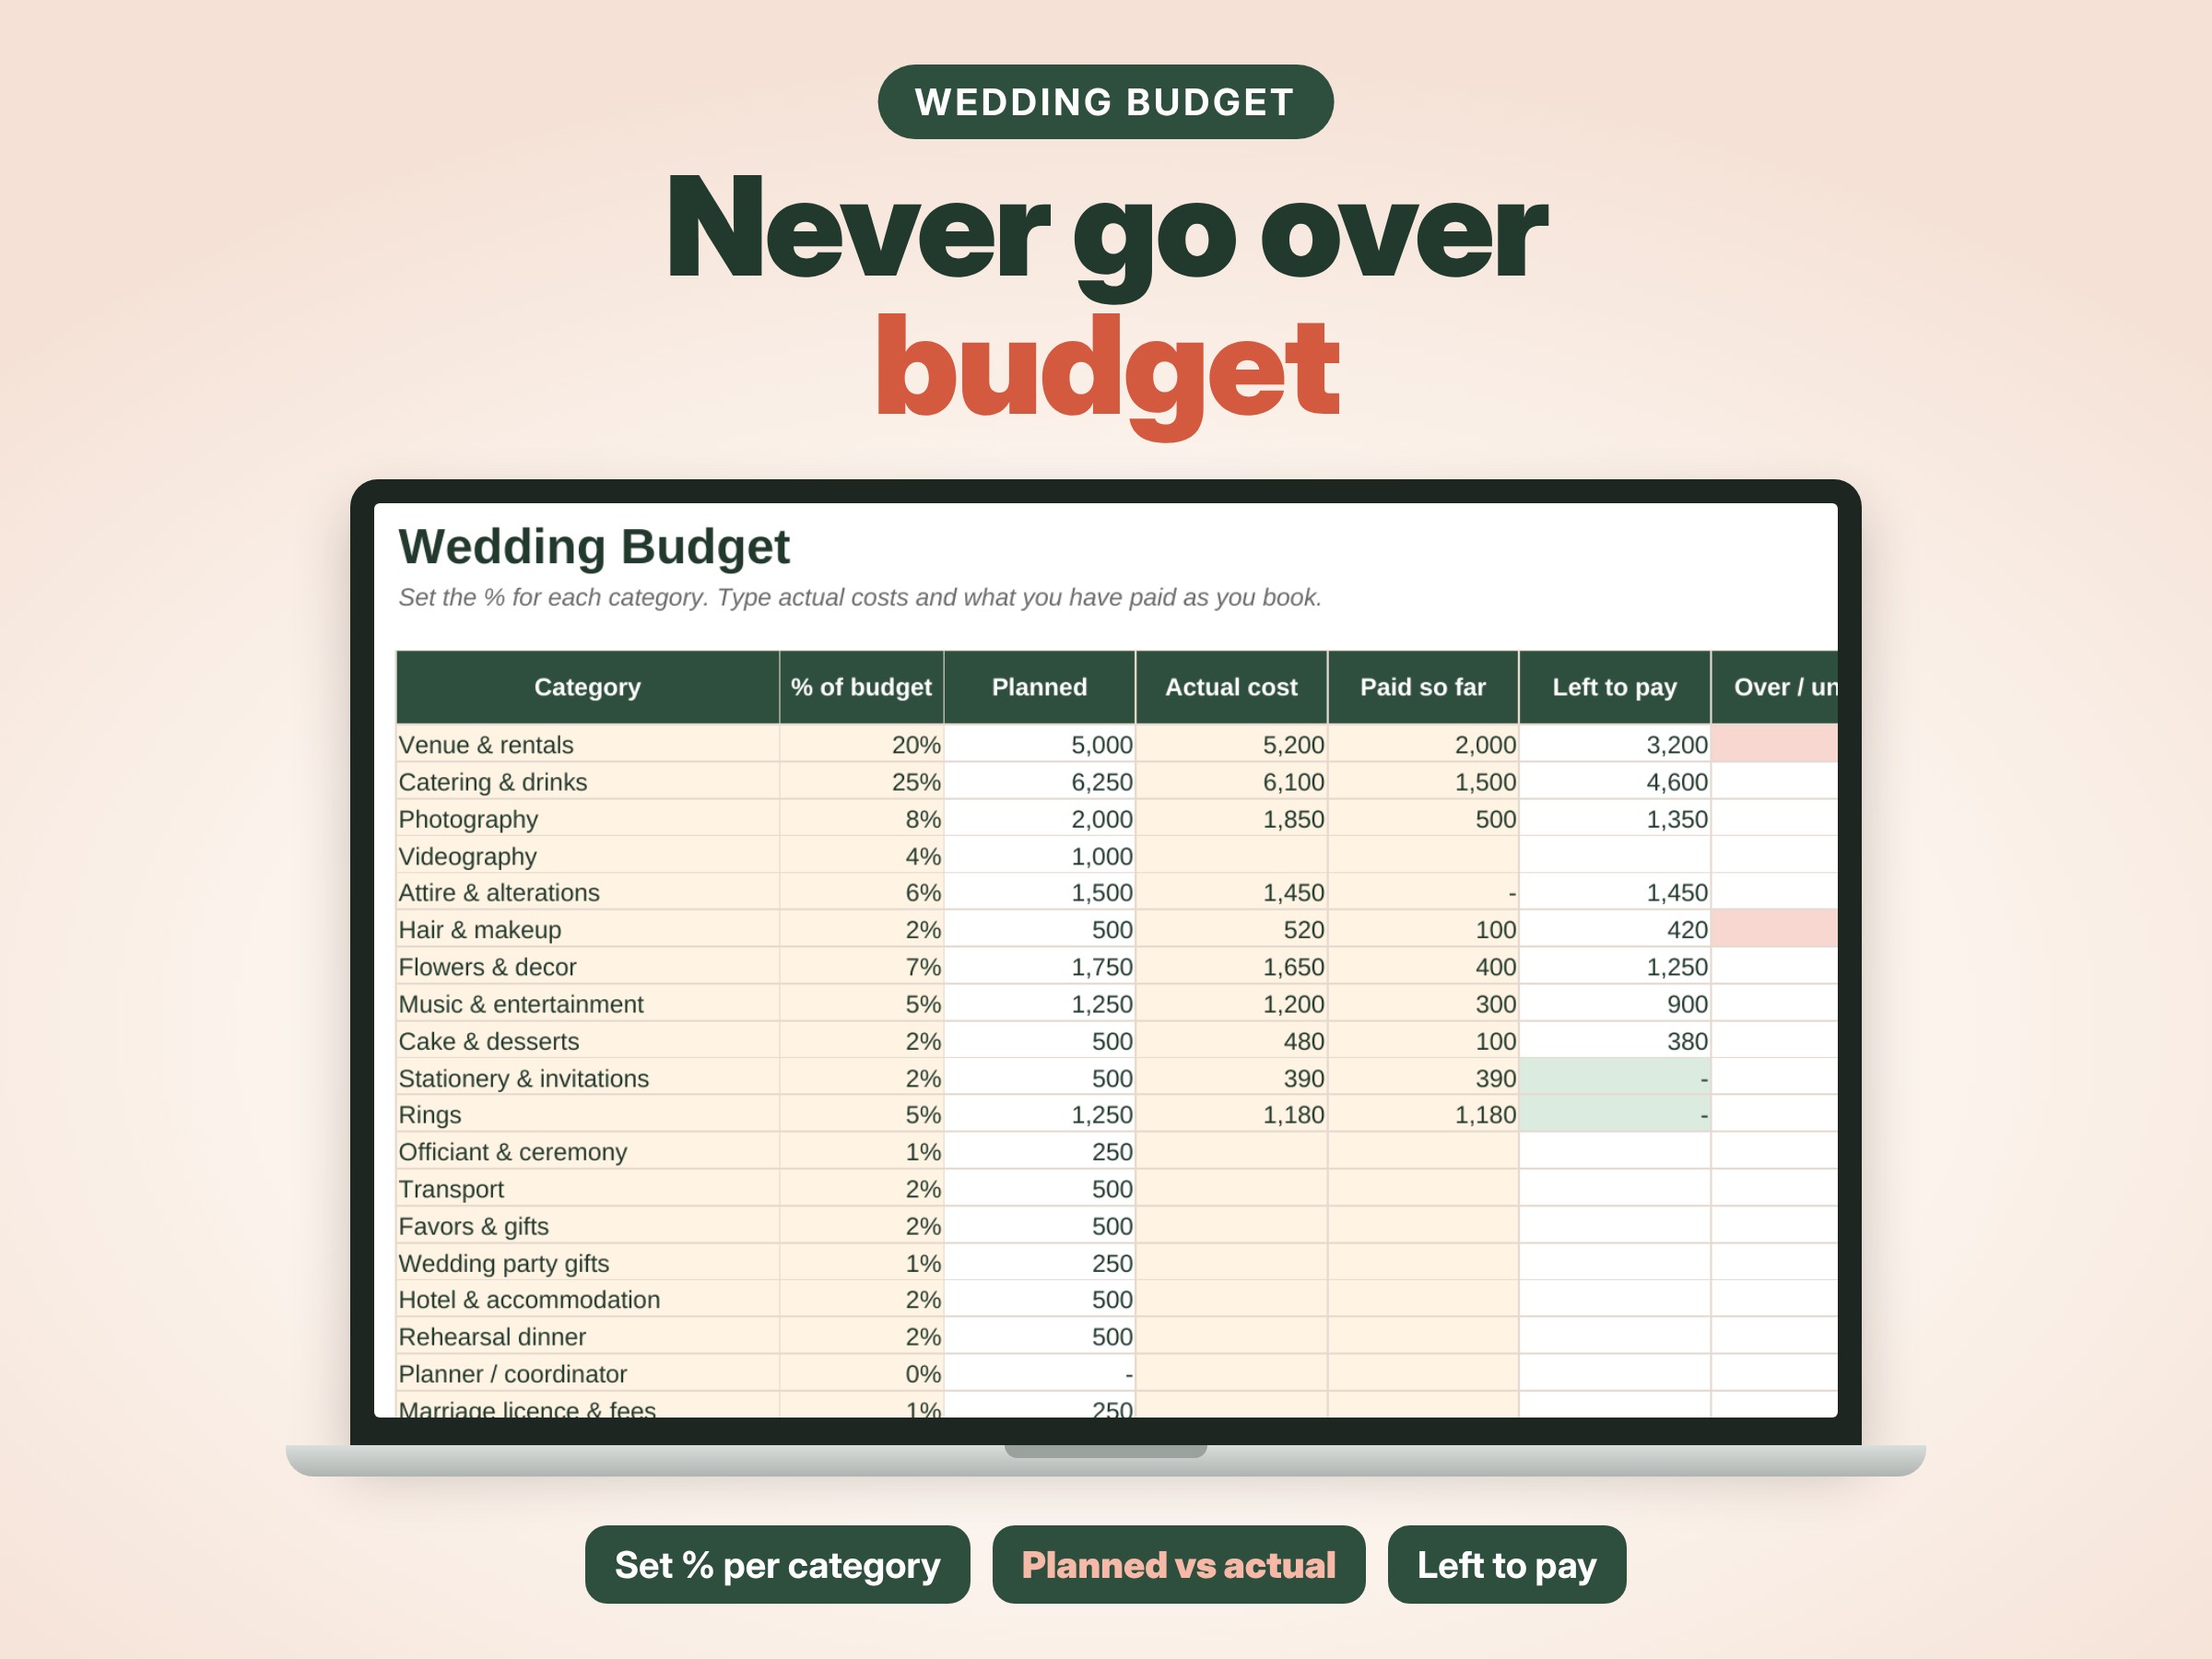 WEDDING BUDGET
Never go over
budget
Wedding Budget
Set the % for each category. Type actual costs and what you have paid as you book.
Category % of budget Planned Actual cost Paid so far Left to pay Over / un
Venue & rentals 20% 5,000 5,200 2,000 3,200
Catering & drinks 25% 6,250 6,100 1,500 4,600
Photography 8% 2,000 1,850 500 1,350
Videography 4% 1,000
Attire & alterations 6% 1,500 1,450 - 1,450
Hair & makeup 2% 500 520 100 420
Flowers & decor 7% 1,750 1,650 400 1,250
Music & entertainment 5% 1,250 1,200 300 900
Cake & desserts 2% 500 480 100 380
Stationery & invitations 2% 500 390 390 -
Rings 5% 1,250 1,180 1,180 -
Officiant & ceremony 1% 250
Transport 2% 500
Favors & gifts 2% 500
Wedding party gifts 1% 250
Hotel & accommodation 2% 500
Rehearsal dinner 2% 500
Planner / coordinator 0% -
Marriage licence & fees 1% 250
Set % per category
Planned vs actual
Left to pay